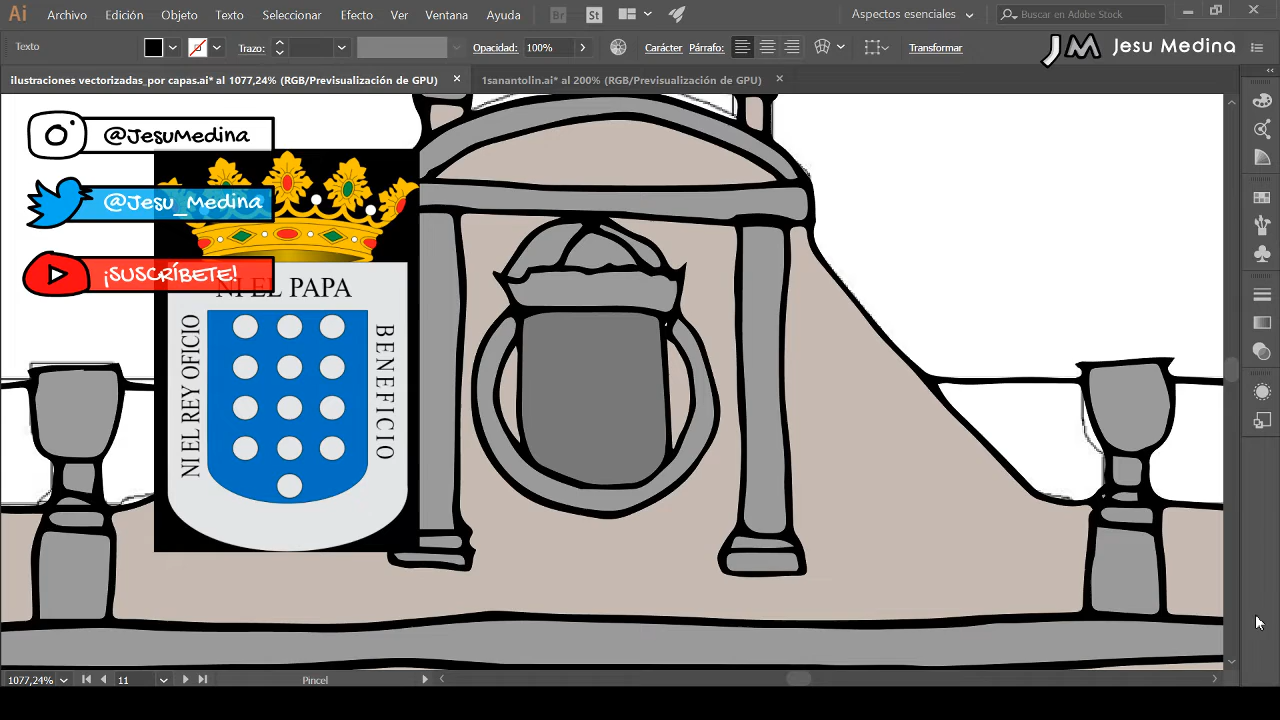 Ai Archivo Edición Objeto Texto Seleccionar Efecto Ver Ventana Ayuda Br St Aspectos esenciales Buscar en Adobe Stock
Texto Trazo: Opacidad: 100% Carácter Párrafo: Transformar JM Jesu Medina
ilustraciones vectorizadas_por capas.ai* al 1077,24% (RGB/Previsualización de GPU) × 1sanantolin.ai* al 200% (RGB/Previsualización de GPU) ×
@JesuMedina
@Jesu_Medina
¡SUSCRÍBETE!
NI EL PAPA
NI EL REY OFICIO
BENEFICIO
1077,24% 11 Pincel